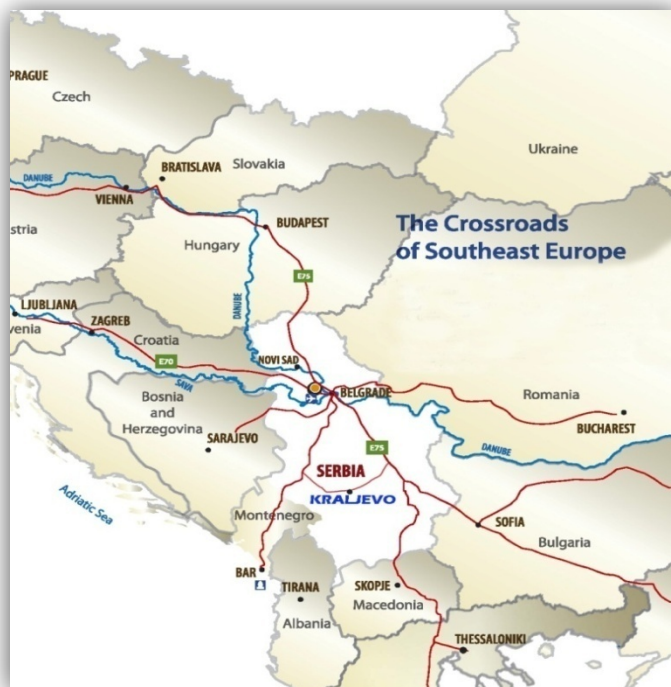 PRAGUE
Czech
Ukraine
BRATISLAVA
Slovakia
DANUBE
VIENNA
stria
BUDAPEST
The Crossroads
of Southeast Europe
Hungary
E75
DANUBE
LJUBLJANA
venia
ZAGREB
Croatia
E70
NOVI SAD
SAVA
BELGRADE
Bosnia
and
Herzegovina
Romania
BUCHAREST
SARAJEVO
E75
DANUBE
SERBIA
KRALJEVO
Adriatic Sea
Montenegro
SOFIA
Bulgaria
BAR
TIRANA
SKOPJE
Macedonia
Albania
THESSALONIKI